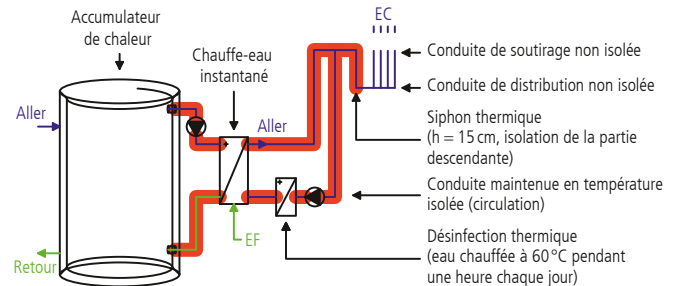 Accumulateur
de chaleur
Chauffe-eau
instantané
EC
Conduite de soutirage non isolée
Conduite de distribution non isolée
Aller
Aller
Siphon thermique
(h = 15 cm, isolation de la partie
descendante)
Conduite maintenue en température
isolée (circulation)
EF
Désinfection thermique
(eau chauffée à 60 °C pendant
une heure chaque jour)
Retour